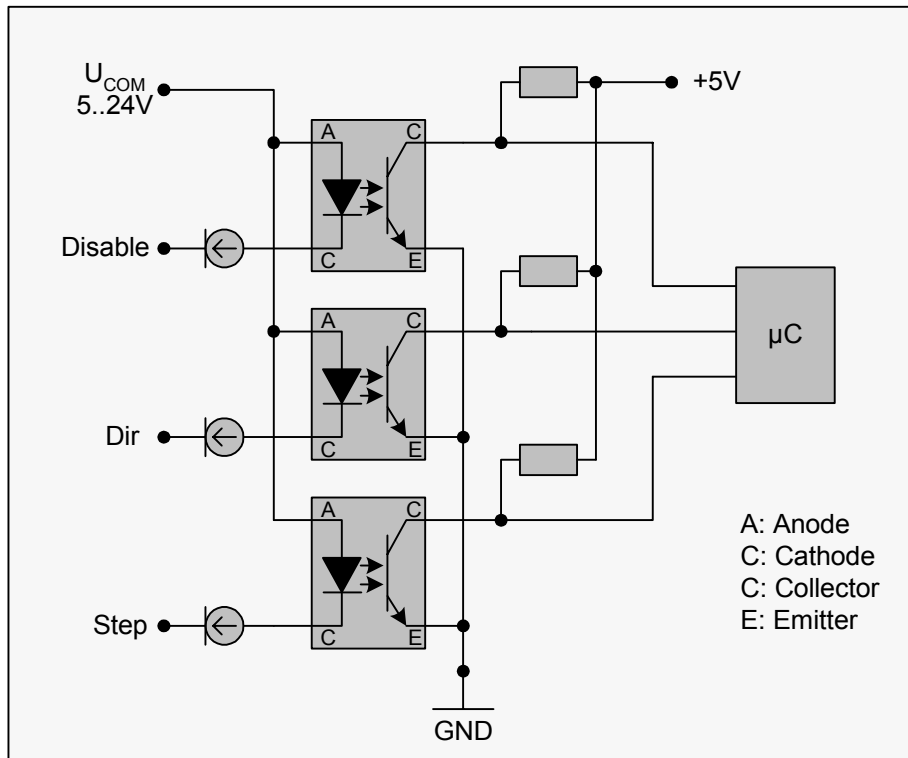 U_COM
5..24V
+5V
A
C
Disable
C
E
A
C
µC
Dir
C
E
A
C
A: Anode
C: Cathode
C: Collector
E: Emitter
Step
C
E
GND